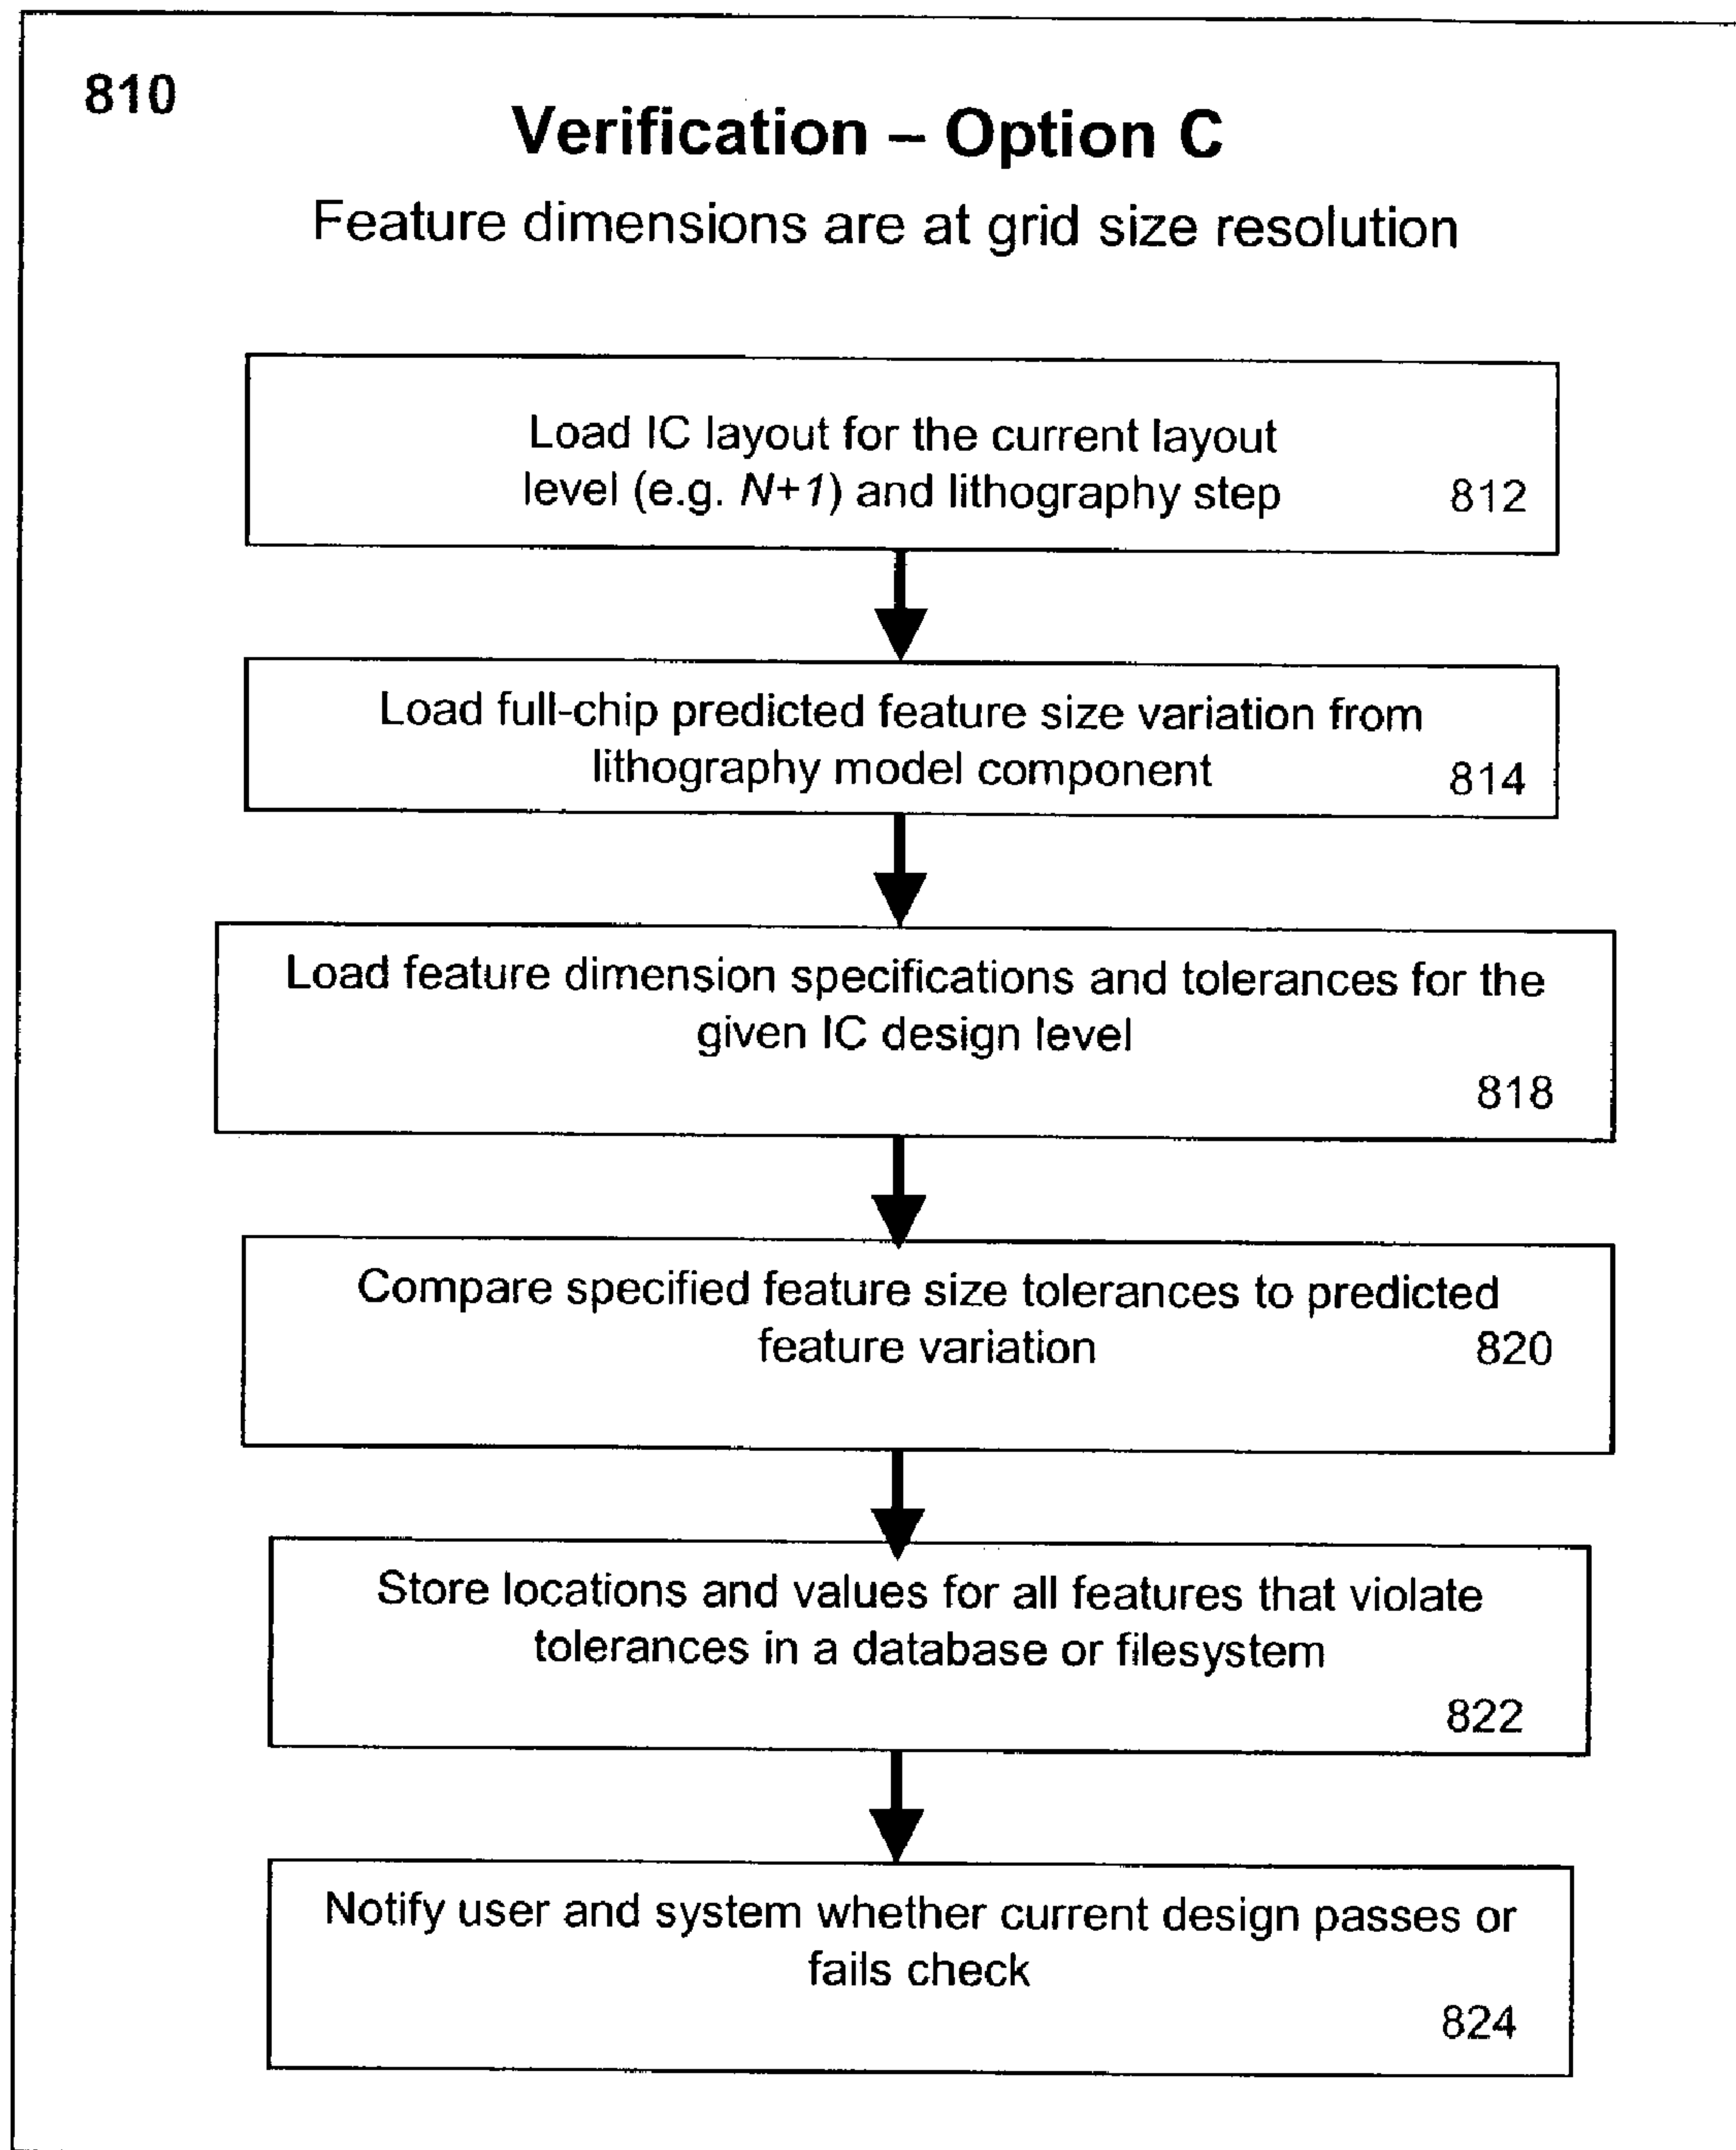 810
Verification – Option C
Feature dimensions are at grid size resolution
Load IC layout for the current layout
level (e.g. N+1) and lithography step
812
Load full-chip predicted feature size variation from
lithography model component
814
Load feature dimension specifications and tolerances for the
given IC design level
818
Compare specified feature size tolerances to predicted
feature variation
820
Store locations and values for all features that violate
tolerances in a database or filesystem
822
Notify user and system whether current design passes or
fails check
824